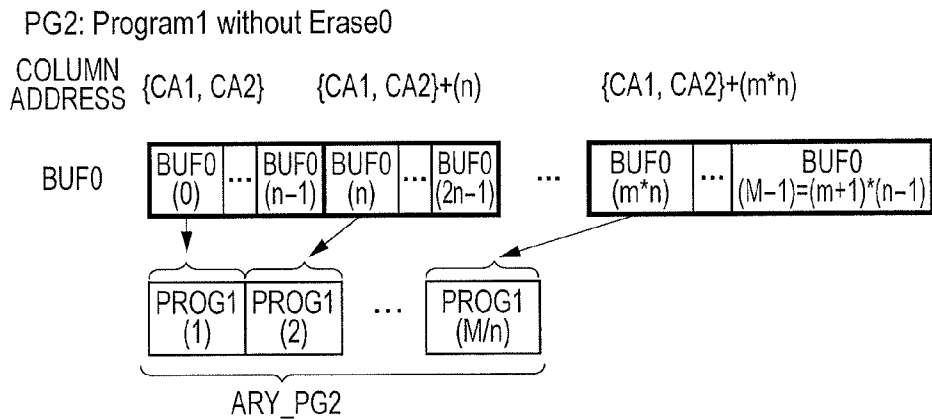 PG2: Program1 without Erase0
COLUMN
ADDRESS {CA1, CA2} {CA1, CA2}+(n) {CA1, CA2}+(m*n)
BUF0 BUF0 ... BUF0 BUF0 ... BUF0 ... BUF0 ... BUF0
(0) (n−1) (n) (2n−1) (m*n) (M−1)=(m+1)*(n−1)
PROG1 PROG1 ... PROG1
(1) (2) (M/n)
ARY_PG2